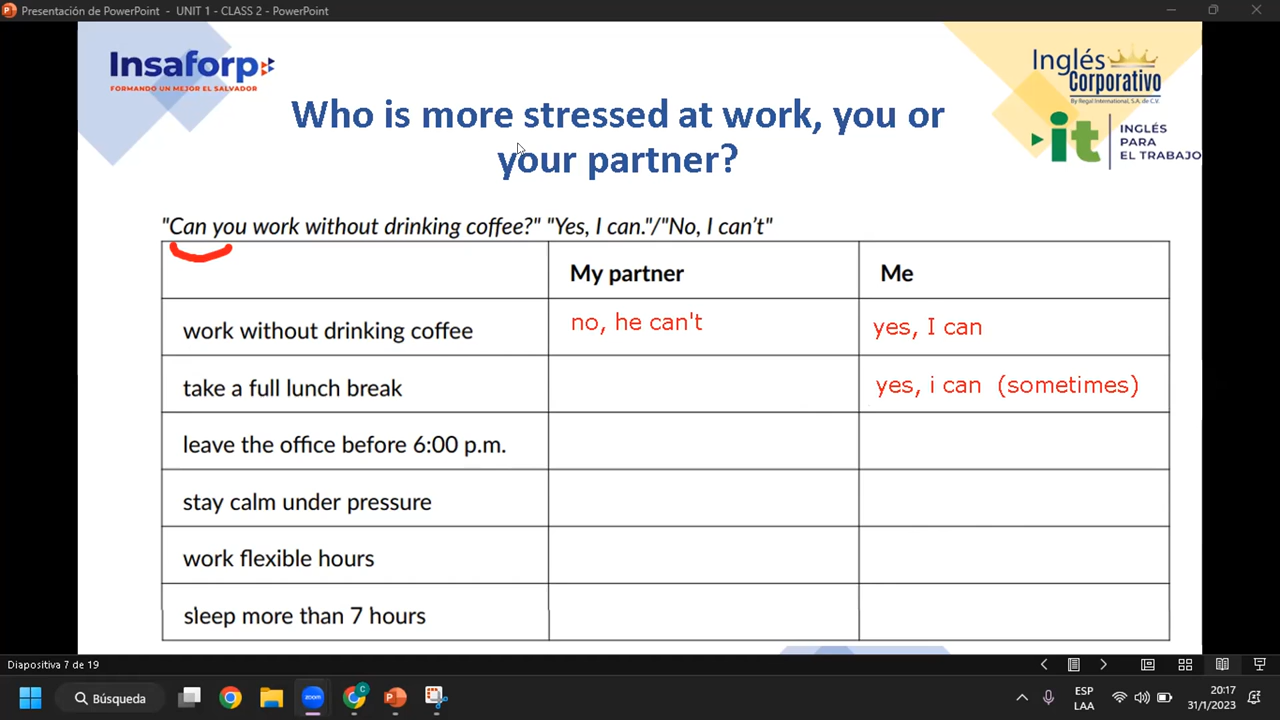 Presentación de PowerPoint - UNIT 1 - CLASS 2 - PowerPoint
Insaforp
FORMANDO UN MEJOR EL SALVADOR
Inglés
Corporativo
By Regal International, S.A. de C.V.
it
INGLÉS
PARA
EL TRABAJO
Who is more stressed at work, you or
your partner?
"Can you work without drinking coffee?" "Yes, I can."/"No, I can't"
My partner Me
work without drinking coffee no, he can't yes, I can
take a full lunch break yes, i can (sometimes)
leave the office before 6:00 p.m.
stay calm under pressure
work flexible hours
sleep more than 7 hours
Diapositiva 7 de 19
Búsqueda
zoom
C
ESP
LAA
20:17
31/1/2023